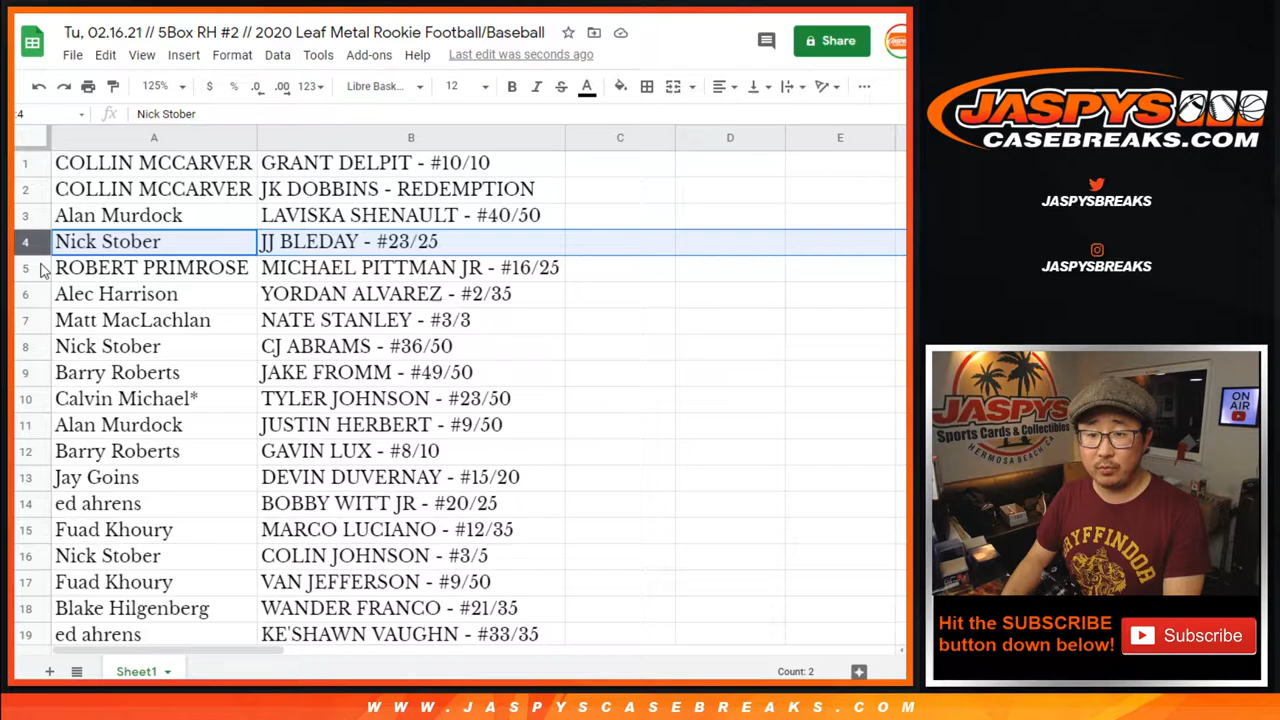 Tu, 02.16.21 // 5Box RH #2 // 2020 Leaf Metal Rookie Football/Baseball
File Edit View Insert Format Data Tools Add-ons Help Last edit was seconds ago
Share
125% $ % .0 .00 123 Libre Bask... 12 B I S A
:4 fx Nick Stober
A B C D E
1 COLLIN MCCARVER GRANT DELPIT - #10/10
2 COLLIN MCCARVER JK DOBBINS - REDEMPTION
3 Alan Murdock LAVISKA SHENAULT - #40/50
4 Nick Stober JJ BLEDAY - #23/25
5 ROBERT PRIMROSE MICHAEL PITTMAN JR - #16/25
6 Alec Harrison YORDAN ALVAREZ - #2/35
7 Matt MacLachlan NATE STANLEY - #3/3
8 Nick Stober CJ ABRAMS - #36/50
9 Barry Roberts JAKE FROMM - #49/50
10 Calvin Michael* TYLER JOHNSON - #23/50
11 Alan Murdock JUSTIN HERBERT - #9/50
12 Barry Roberts GAVIN LUX - #8/10
13 Jay Goins DEVIN DUVERNAY - #15/20
14 ed ahrens BOBBY WITT JR - #20/25
15 Fuad Khoury MARCO LUCIANO - #12/35
16 Nick Stober COLIN JOHNSON - #3/5
17 Fuad Khoury VAN JEFFERSON - #9/50
18 Blake Hilgenberg WANDER FRANCO - #21/35
19 ed ahrens KE'SHAWN VAUGHN - #33/35
Sheet1 Count: 2
JASPYS
CASEBREAKS.COM
JASPYSBREAKS
JASPYSBREAKS
JASPYS
Sports Cards & Collectibles
HERMOSA BEACH CA
ON
AIR
GRYFFINDOR
Hit the SUBSCRIBE
button down below!
Subscribe
WWW.JASPYSCASEBREAKS.COM